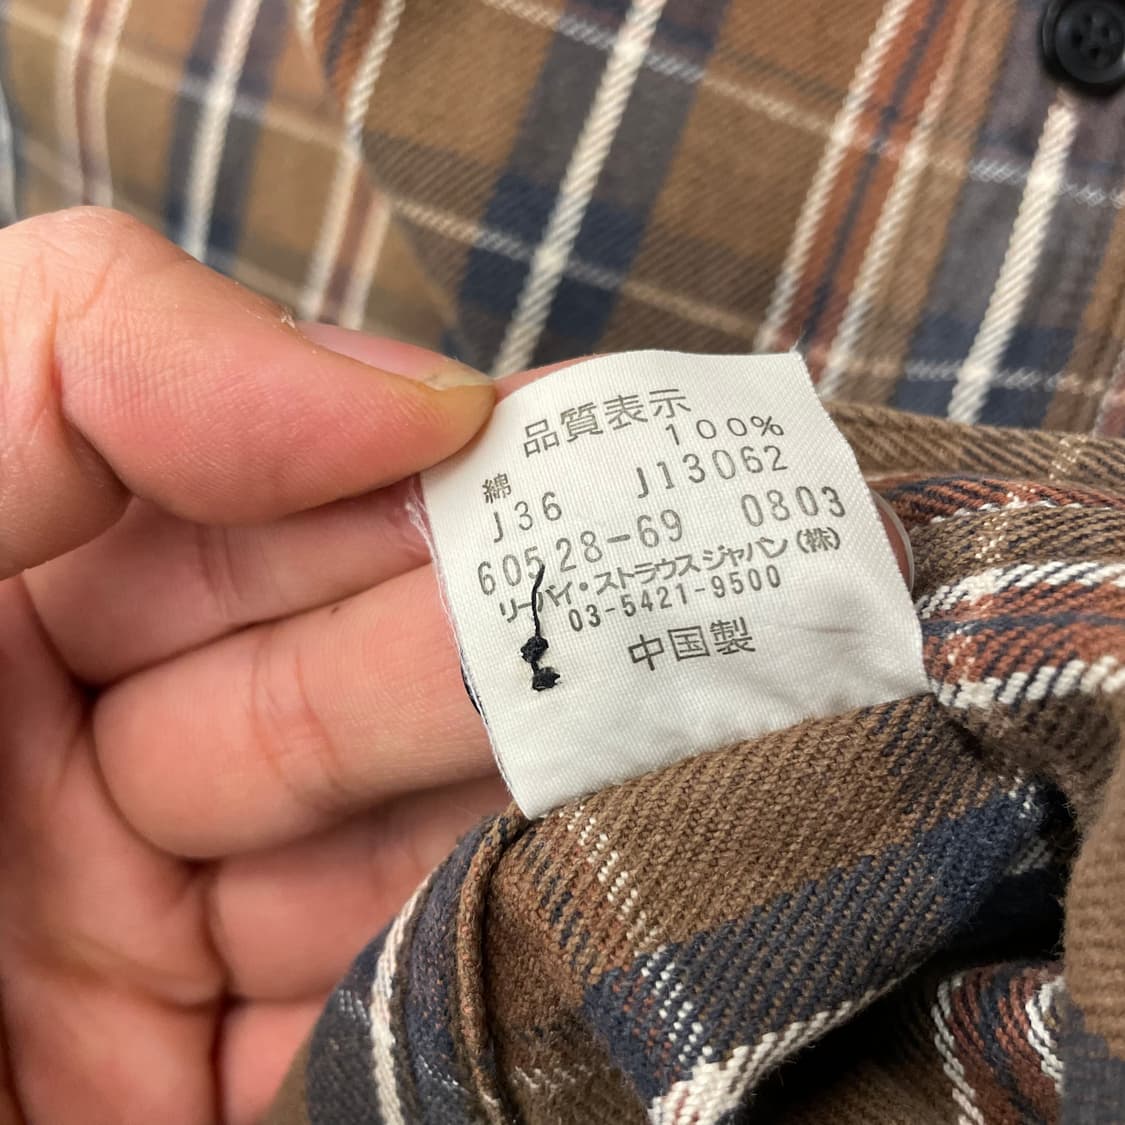 品質表示
綿 100%
J36 J13062
60528-69 0803
リーバイ・ストラウス ジャパン(株)
03-5421-9500
中国製